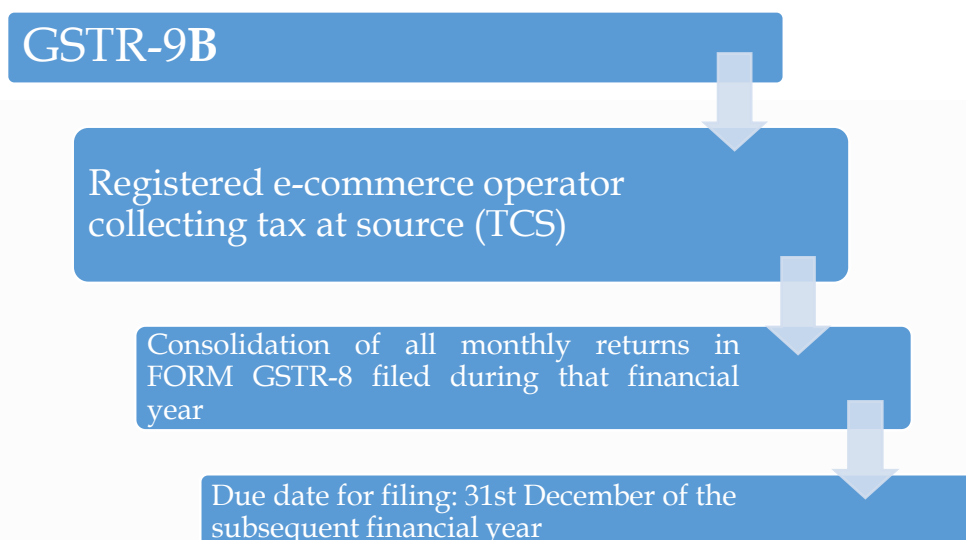 GSTR-9B
Registered e-commerce operator
collecting tax at source (TCS)
Consolidation of all monthly returns in
FORM GSTR-8 filed during that financial
year
Due date for filing: 31st December of the
subsequent financial year